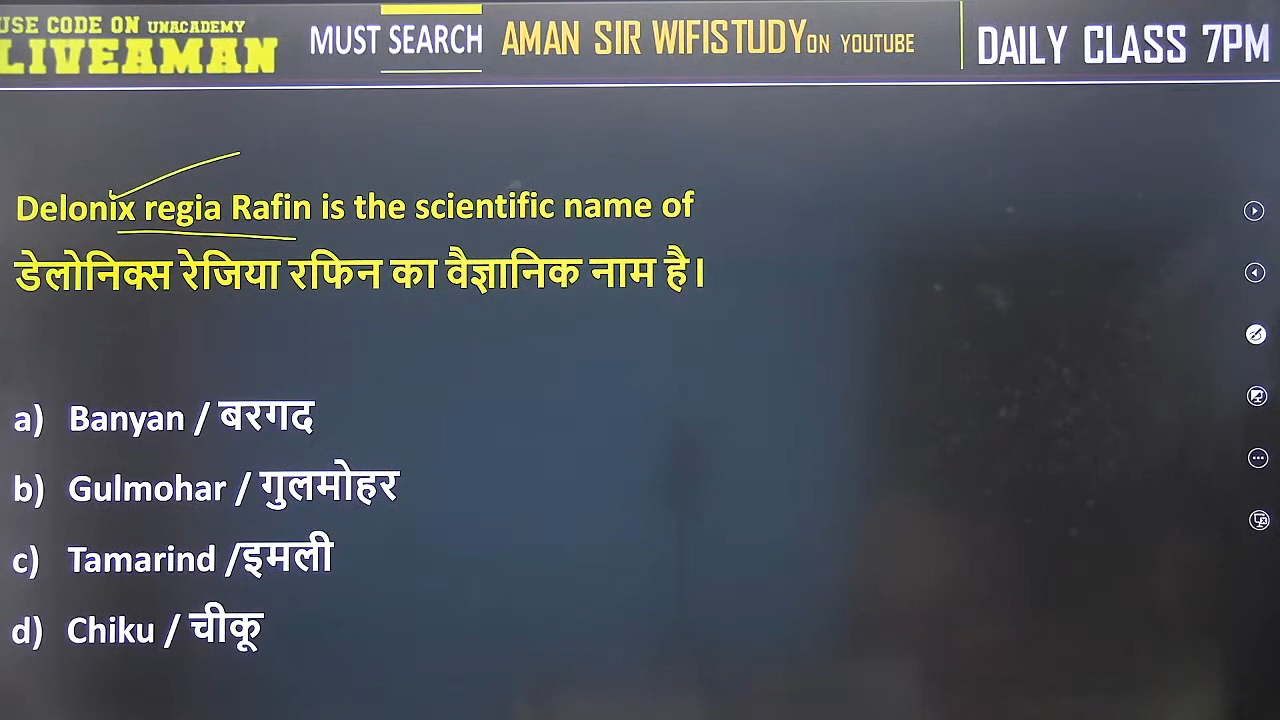 USE CODE ON UNACADEMY
LIVEAMAN
MUST SEARCH AMAN SIR WIFISTUDY ON YOUTUBE
DAILY CLASS 7PM
Delonix regia Rafin is the scientific name of
डेलोनिक्स रेजिया रफिन का वैज्ञानिक नाम है।
a) Banyan / बरगद
b) Gulmohar / गुलमोहर
c) Tamarind /इमली
d) Chiku / चीकू